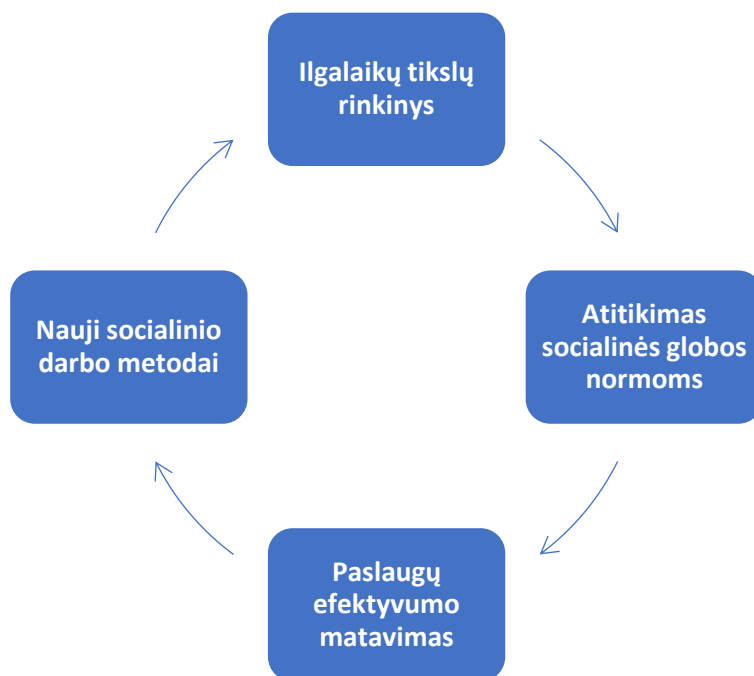 Ilgalaikų tikslų
rinkinys
Atitikimas
socialinės globos
normoms
Paslaugų
efektyvumo
matavimas
Nauji socialinio
darbo metodai